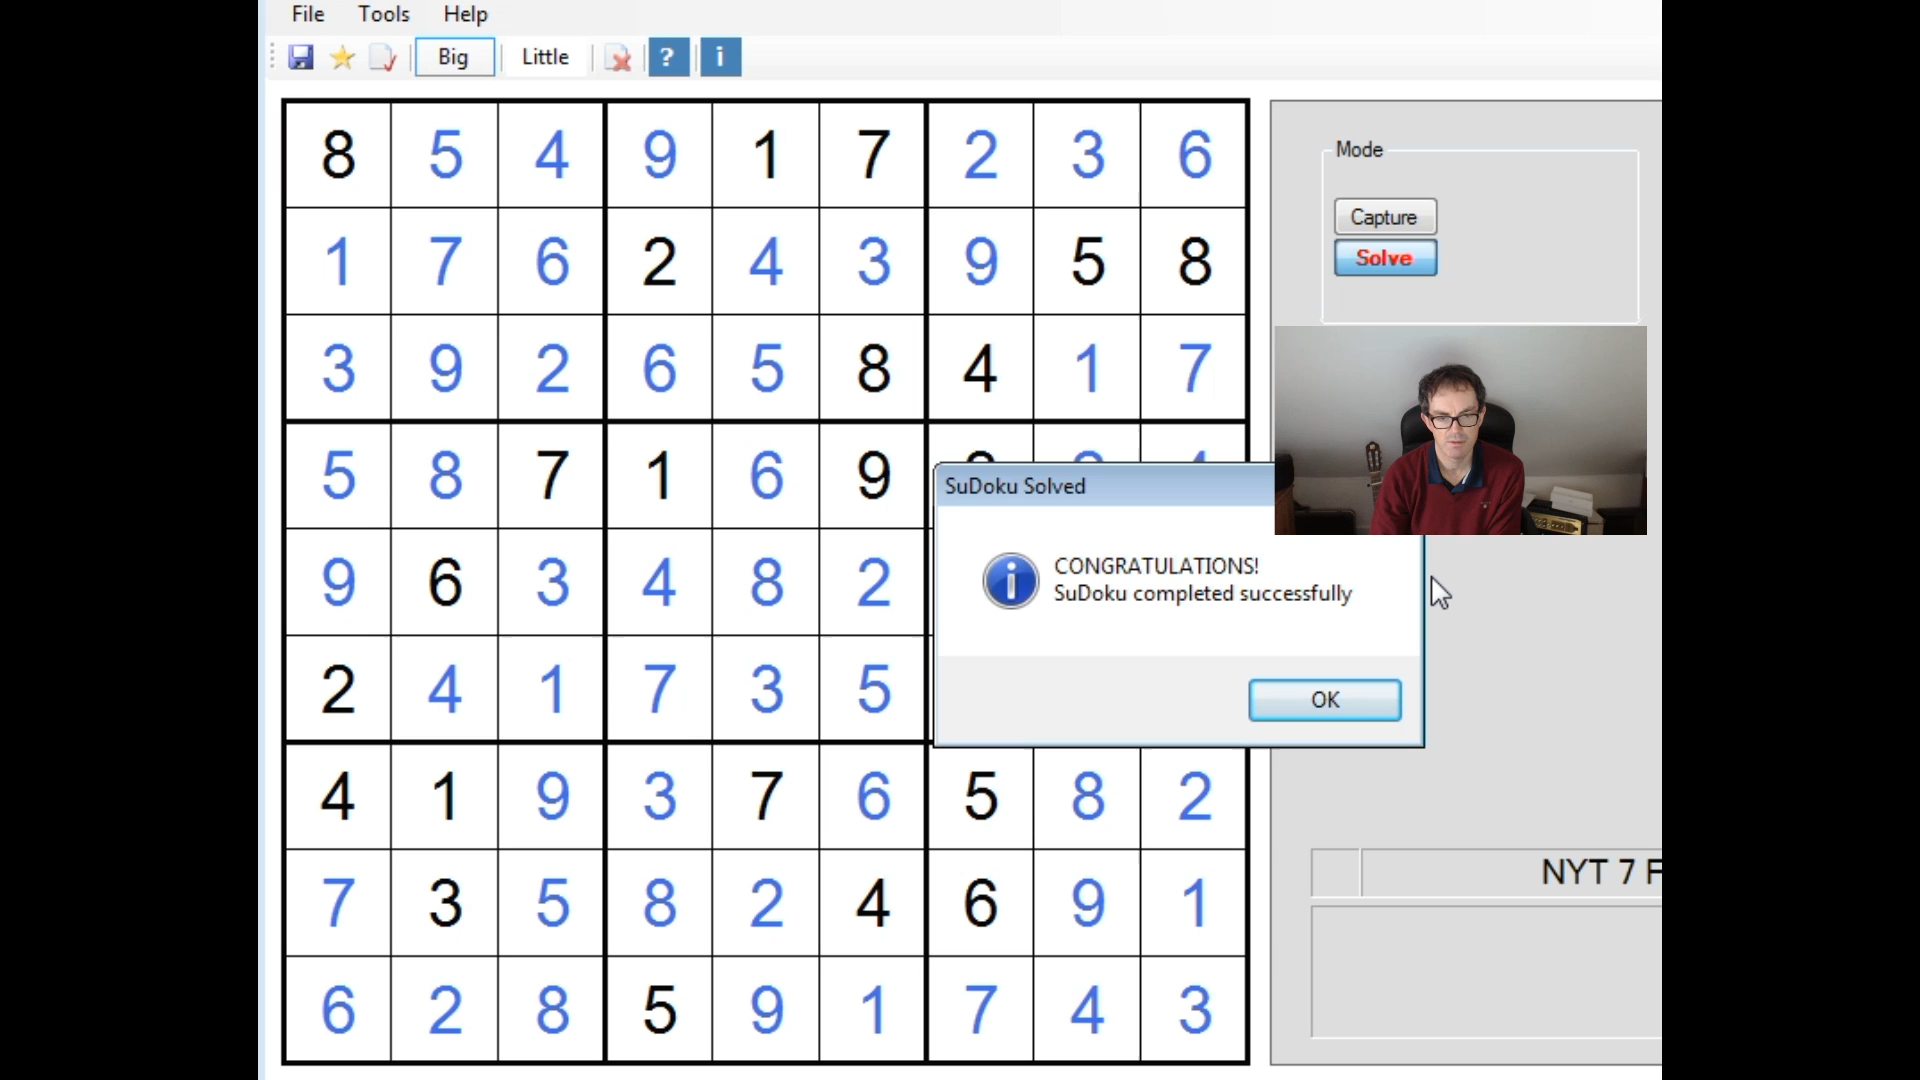 File Tools Help
Big Little ? i
8 5 4 9 1 7 2 3 6
1 7 6 2 4 3 9 5 8
3 9 2 6 5 8 4 1 7
5 8 7 1 6 9
9 6 3 4 8 2
2 4 1 7 3 5
4 1 9 3 7 6 5 8 2
7 3 5 8 2 4 6 9 1
6 2 8 5 9 1 7 4 3
SuDoku Solved
CONGRATULATIONS!
SuDoku completed successfully
OK
Mode
Capture
Solve
NYT 7